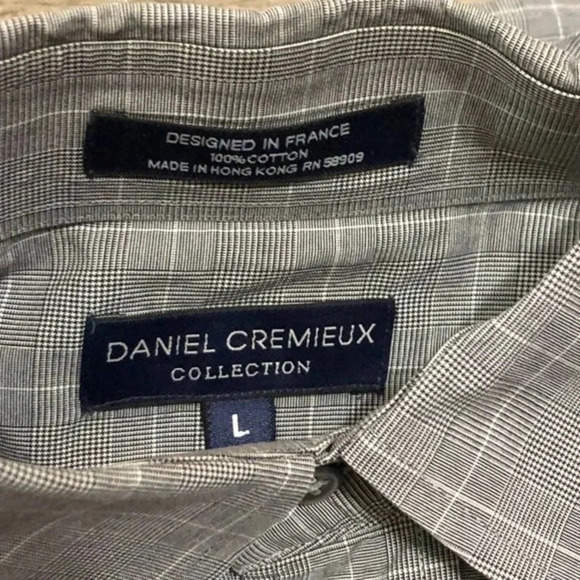 DESIGNED IN FRANCE
100% COTTON
MADE IN HONG KONG RN 58909
DANIEL CREMIEUX
COLLECTION
L